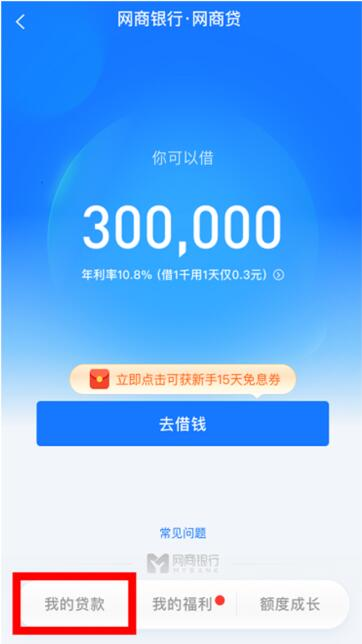 网商银行·网商贷
你可以借
300,000
年利率10.8% (借1千用1天仅0.3元)
立即点击可获新手15天免息券
去借钱
常见问题
网商银行
MYBANK
我的贷款 我的福利 额度成长